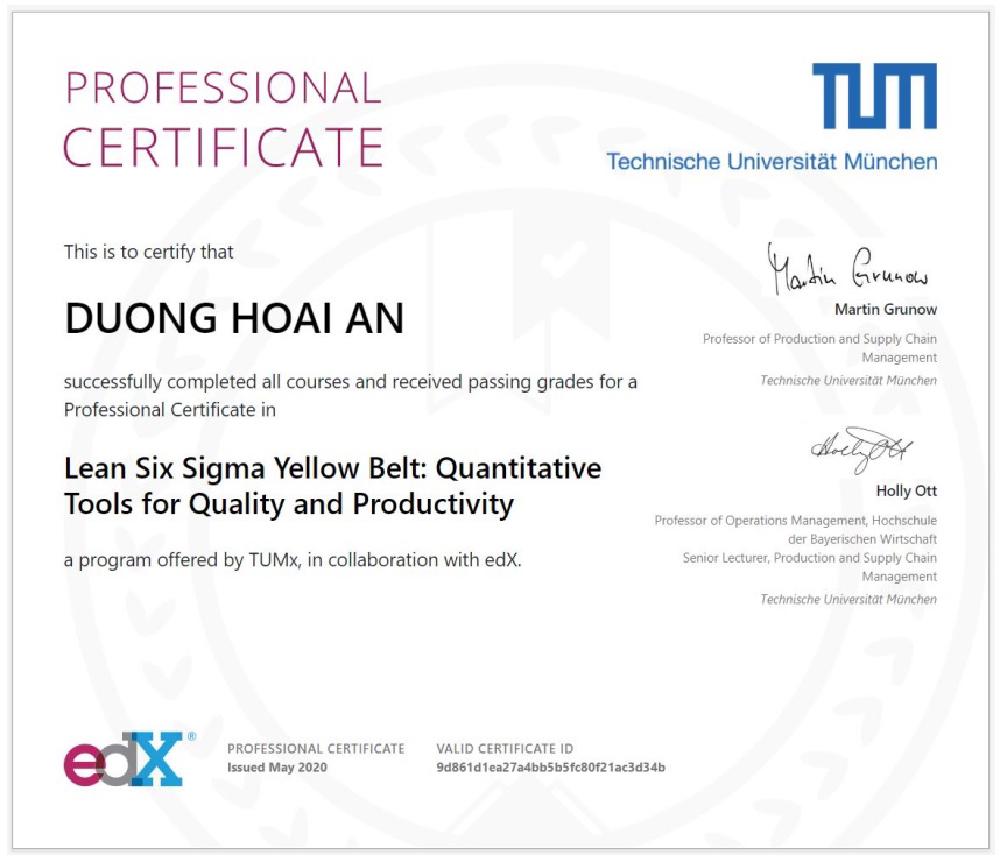 PROFESSIONAL
CERTIFICATE
TUM
Technische Universität München
This is to certify that
DUONG HOAI AN
successfully completed all courses and received passing grades for a
Professional Certificate in
Lean Six Sigma Yellow Belt: Quantitative
Tools for Quality and Productivity
a program offered by TUMx, in collaboration with edX.
Martin Grunow
Martin Grunow
Professor of Production and Supply Chain
Management
Technische Universität München
Holly Ott
Holly Ott
Professor of Operations Management, Hochschule
der Bayerischen Wirtschaft
Senior Lecturer, Production and Supply Chain
Management
Technische Universität München
edX®
PROFESSIONAL CERTIFICATE
Issued May 2020
VALID CERTIFICATE ID
9d861d1ea27a4bb5b5fc80f21ac3d34b